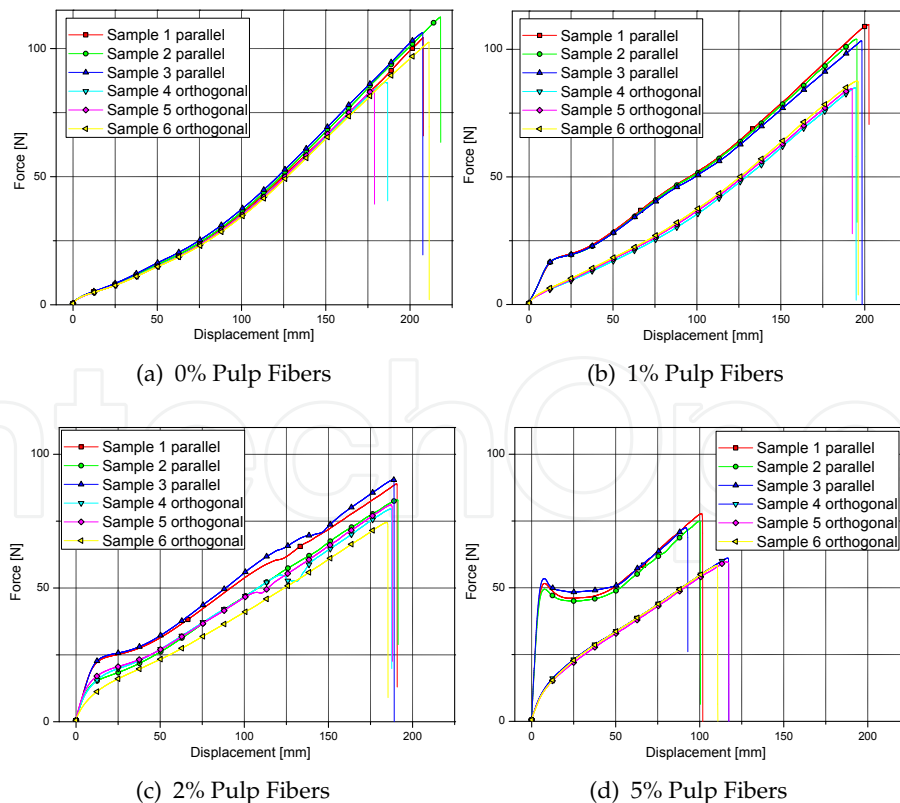 Sample 1 parallel
Sample 2 parallel
Sample 3 parallel
Sample 4 orthogonal
Sample 5 orthogonal
Sample 6 orthogonal
100
50
0
Force [N]
0 50 100 150 200
Displacement [mm]
(a) 0% Pulp Fibers
Sample 1 parallel
Sample 2 parallel
Sample 3 parallel
Sample 4 orthogonal
Sample 5 orthogonal
Sample 6 orthogonal
100
50
0
Force [N]
0 50 100 150 200
Displacement [mm]
(b) 1% Pulp Fibers
Sample 1 parallel
Sample 2 parallel
Sample 3 parallel
Sample 4 orthogonal
Sample 5 orthogonal
Sample 6 orthogonal
100
50
0
Force [N]
0 50 100 150 200
Displacement [mm]
(c) 2% Pulp Fibers
Sample 1 parallel
Sample 2 parallel
Sample 3 parallel
Sample 4 orthogonal
Sample 5 orthogonal
Sample 6 orthogonal
100
50
0
Force [N]
0 50 100 150 200
Displacement [mm]
(d) 5% Pulp Fibers